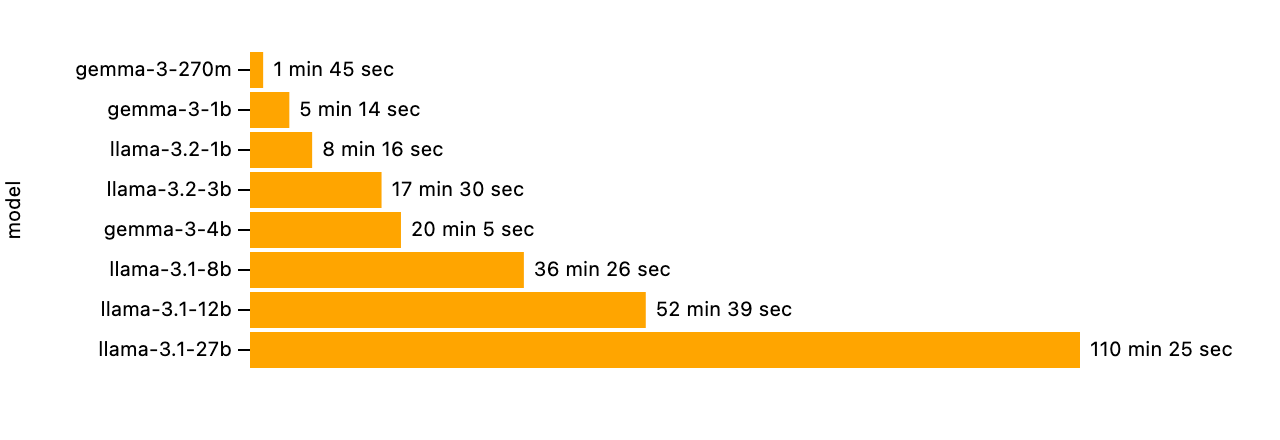 model
gemma-3-270m 1 min 45 sec
gemma-3-1b 5 min 14 sec
llama-3.2-1b 8 min 16 sec
llama-3.2-3b 17 min 30 sec
gemma-3-4b 20 min 5 sec
llama-3.1-8b 36 min 26 sec
llama-3.1-12b 52 min 39 sec
llama-3.1-27b 110 min 25 sec